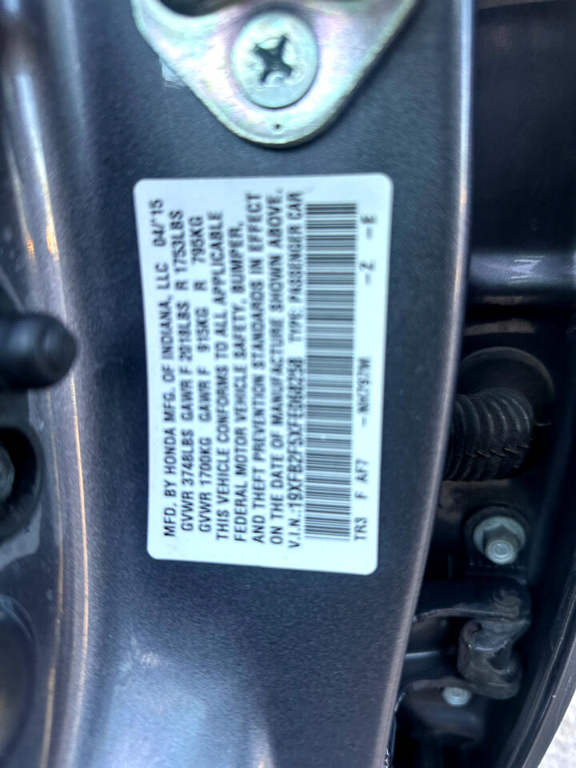 MFD. BY HONDA MFG. OF INDIANA, LLC 04/'15
GVWR 3748LBS GAWR F 2018LBS R 1753LBS
GVWR 1700KG GAWR F 915KG R 795KG
THIS VEHICLE CONFORMS TO ALL APPLICABLE
FEDERAL MOTOR VEHICLE SAFETY, BUMPER,
AND THEFT PREVENTION STANDARDS IN EFFECT
ON THE DATE OF MANUFACTURE SHOWN ABOVE.
V.I.N.: TYPE: PASSENGER CAR
TR3 F AF7 -Z -E